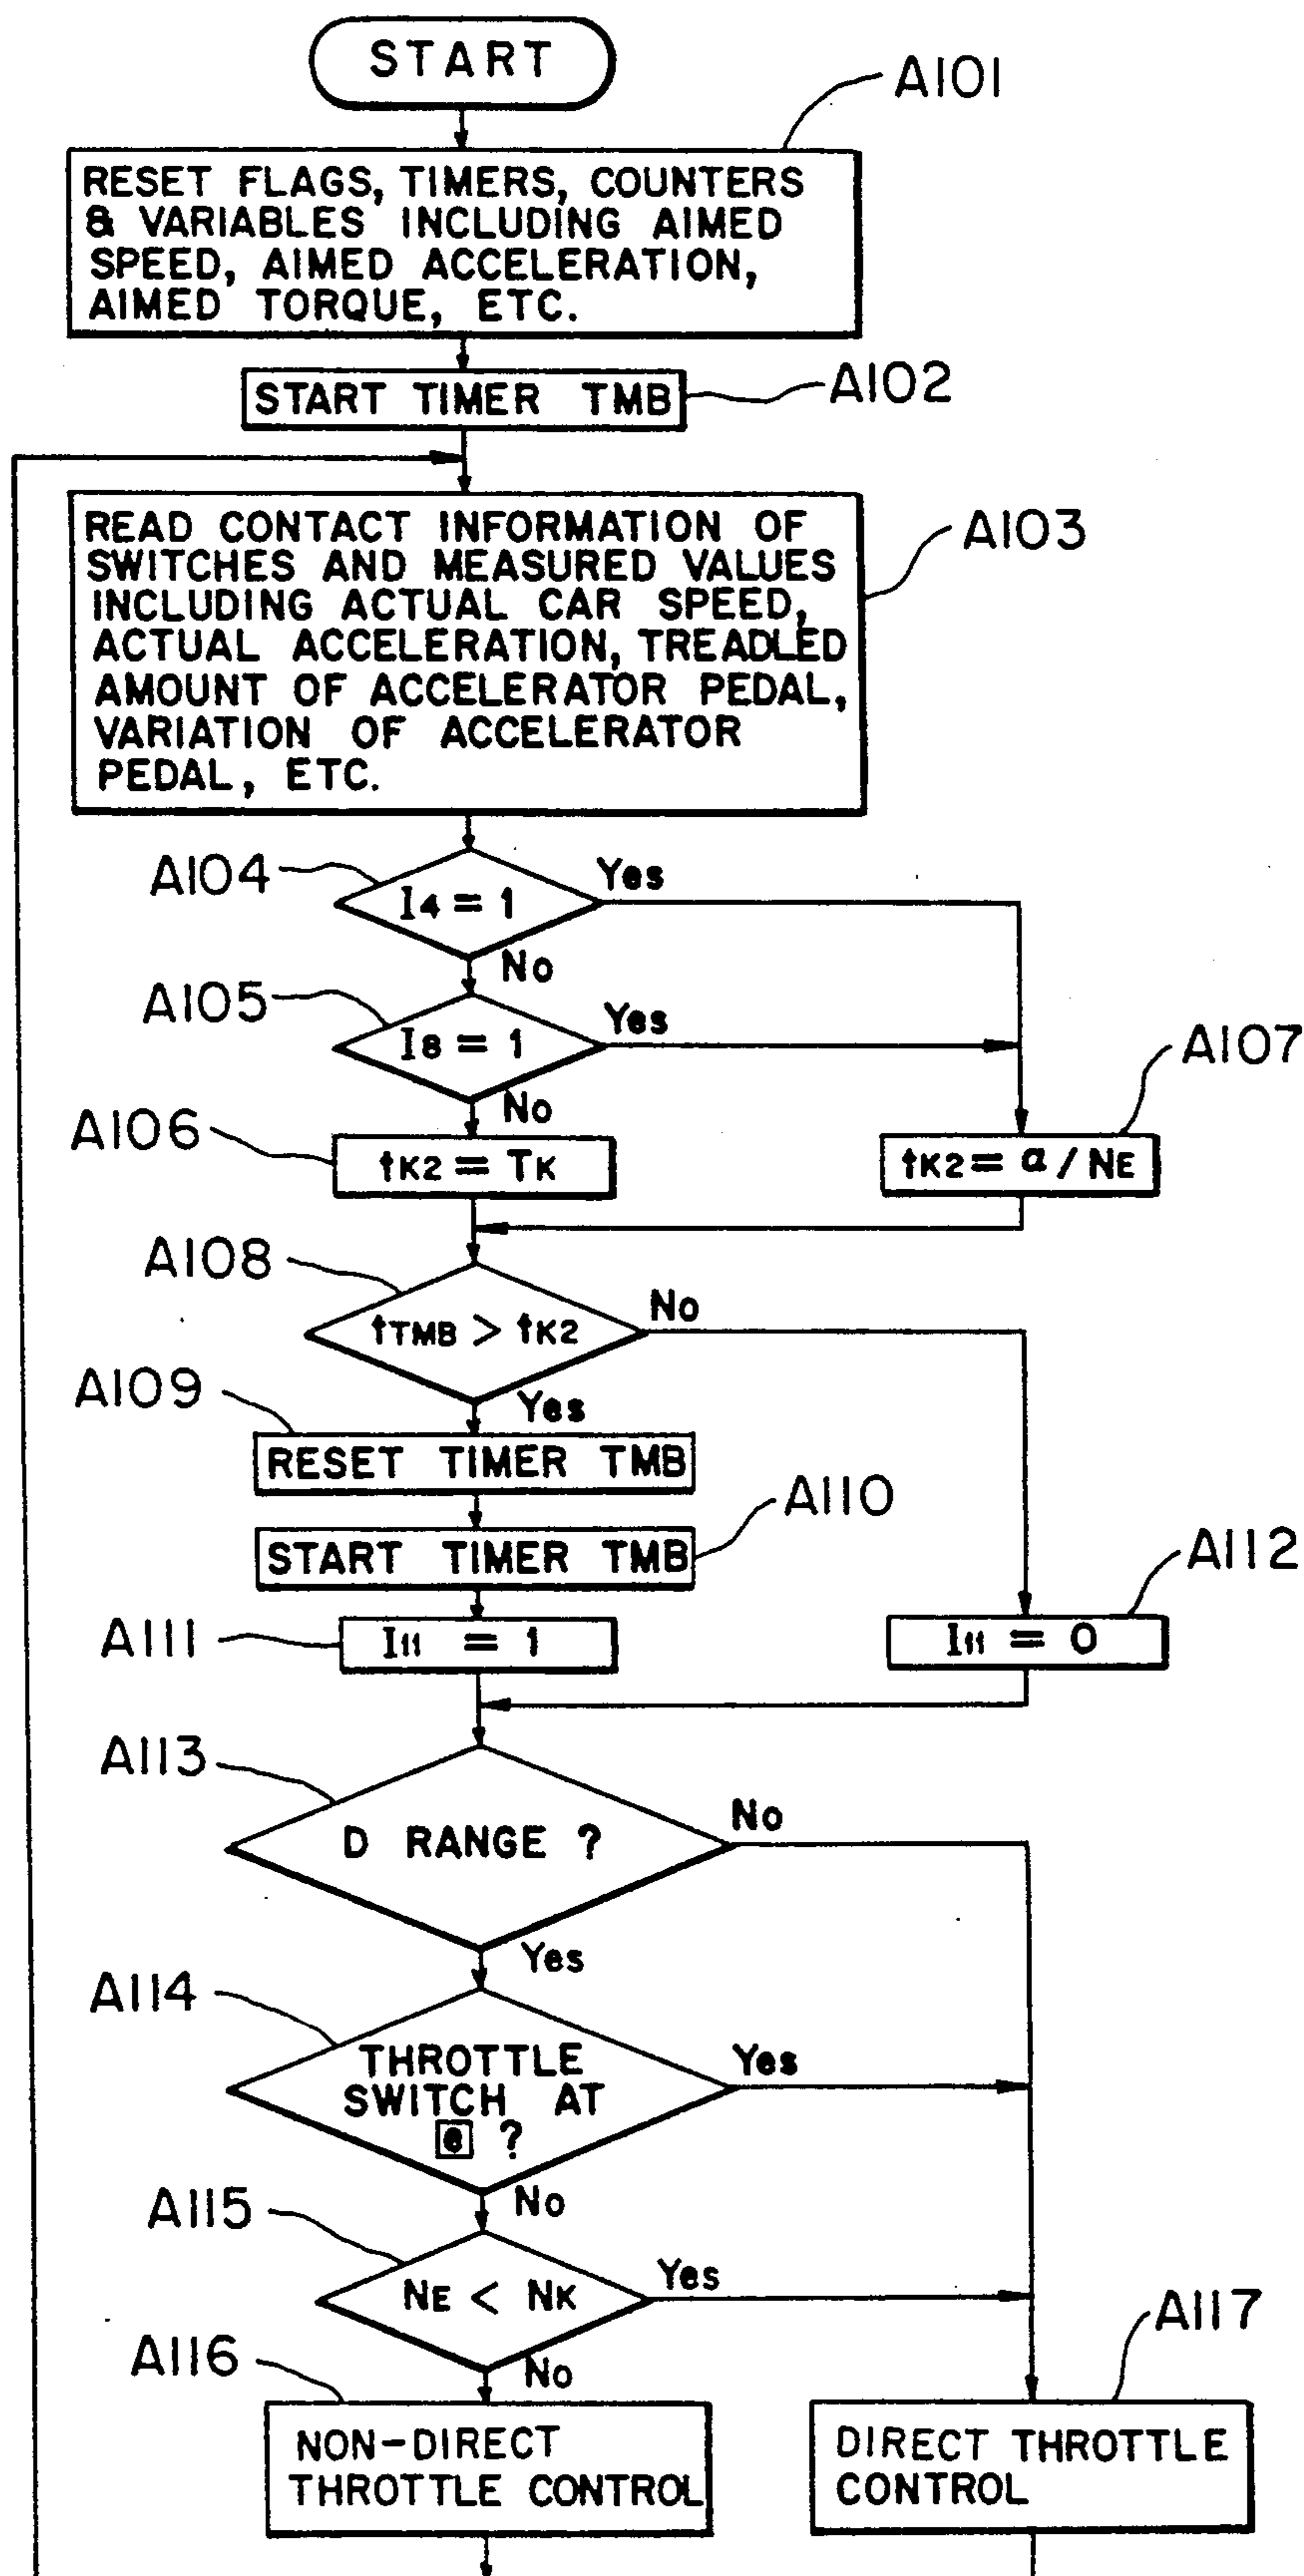 START
A101
RESET FLAGS, TIMERS, COUNTERS
& VARIABLES INCLUDING AIMED
SPEED, AIMED ACCELERATION,
AIMED TORQUE, ETC.
START TIMER TMB
A102
READ CONTACT INFORMATION OF
SWITCHES AND MEASURED VALUES
INCLUDING ACTUAL CAR SPEED,
ACTUAL ACCELERATION, TREADLED
AMOUNT OF ACCELERATOR PEDAL,
VARIATION OF ACCELERATOR
PEDAL, ETC.
A103
A104
I4 = 1
Yes
No
A105
I8 = 1
Yes
No
A106
tK2 = TK
A107
tK2 = α / NE
A108
tTMB > tK2
No
Yes
A109
RESET TIMER TMB
A110
START TIMER TMB
A111
I11 = 1
A112
I11 = 0
A113
D RANGE ?
No
Yes
A114
THROTTLE
SWITCH AT
e ?
Yes
No
A115
NE < NK
Yes
No
A116
NON-DIRECT
THROTTLE CONTROL
A117
DIRECT THROTTLE
CONTROL